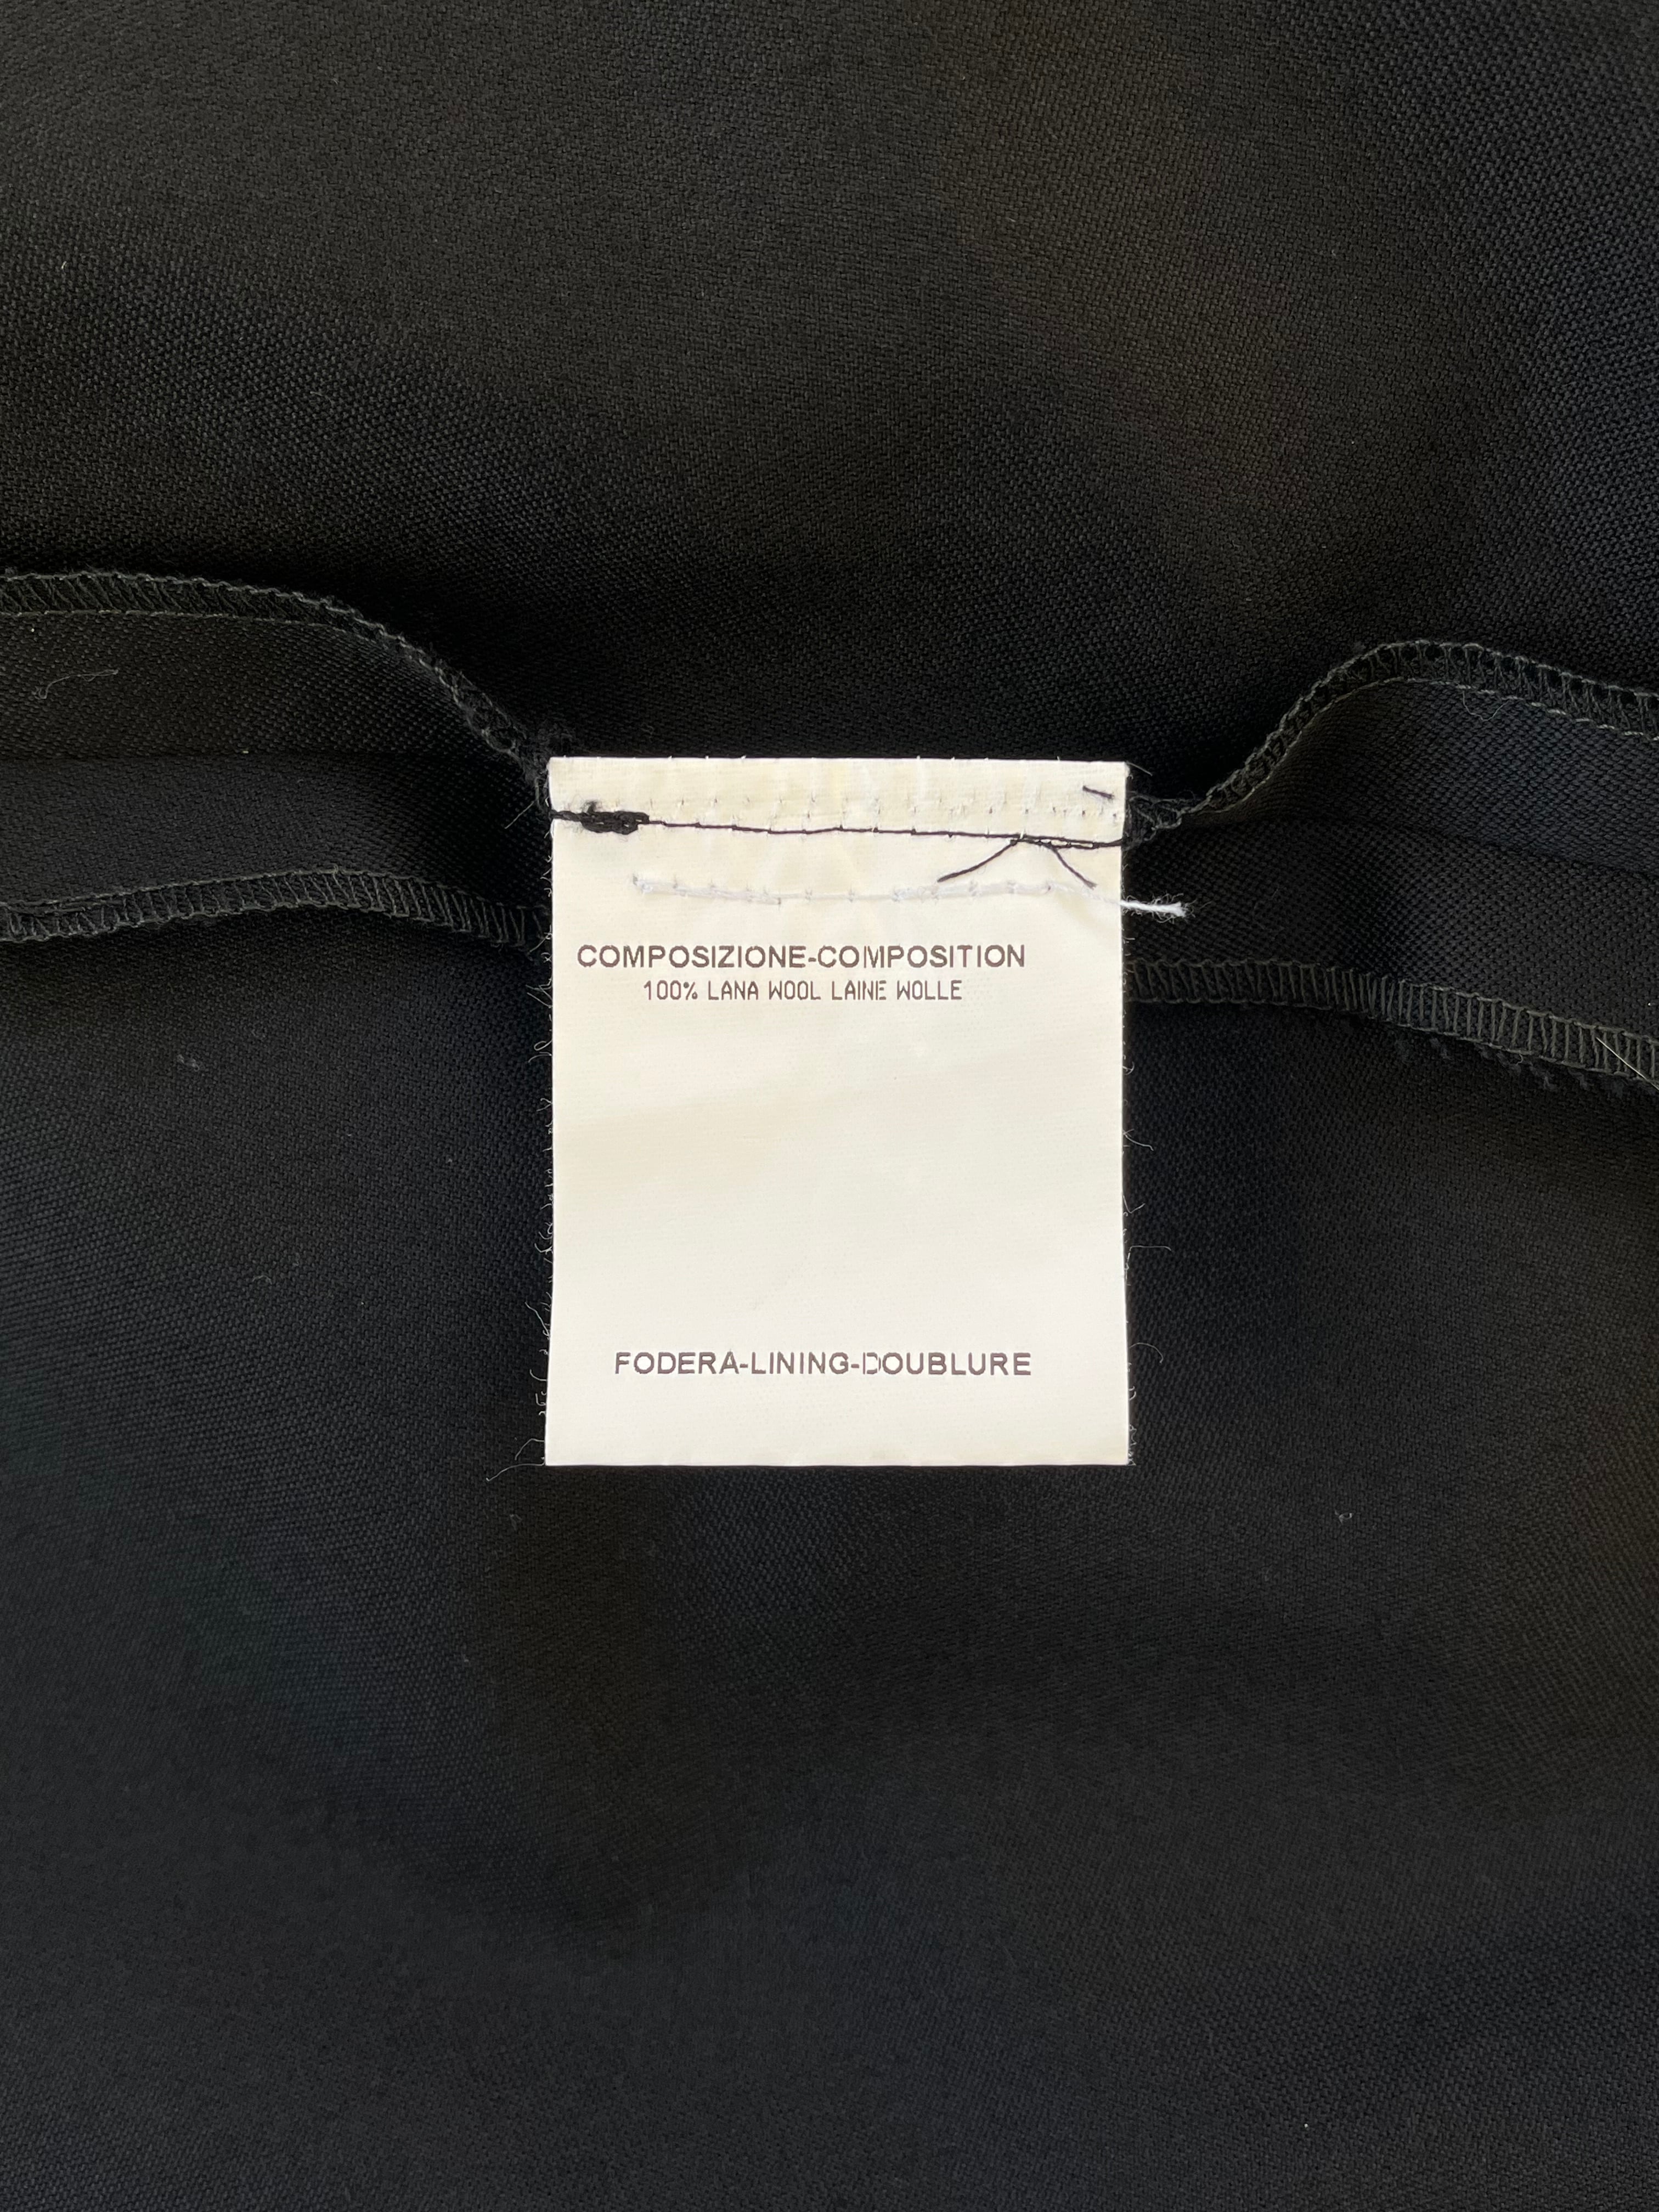 COMPOSIZIONE-COMPOSITION
100% LANA WOOL LAINE WOLLE
FODERA-LINING-DOUBLURE